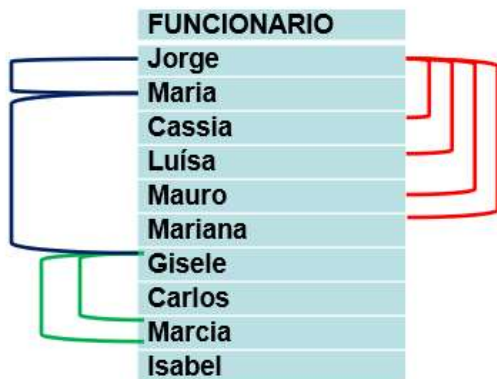 FUNCIONARIO
Jorge
Maria
Cassia
Luísa
Mauro
Mariana
Gisele
Carlos
Marcia
Isabel